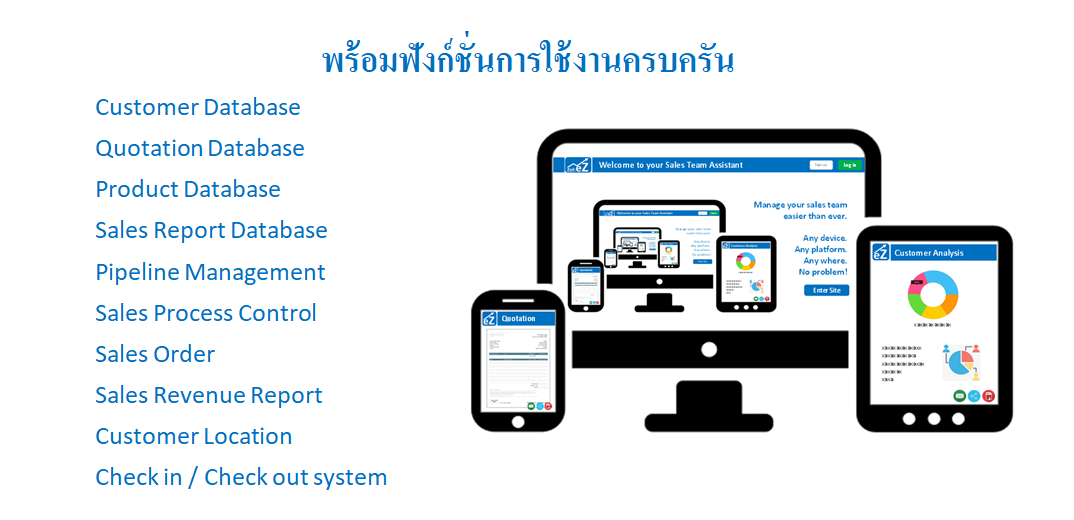 พร้อมฟังก์ชั่นการใช้งานครบครัน
Customer Database
Quotation Database
Product Database
Sales Report Database
Pipeline Management
Sales Process Control
Sales Order
Sales Revenue Report
Customer Location
Check in / Check out system
eZ Welcome to your Sales Team Assistant Log in
Manage your sales team
easier than ever.
Any device.
Any platform.
Any where.
No problem!
Enter Site
eZ Quotation
eZ Customer Analysis